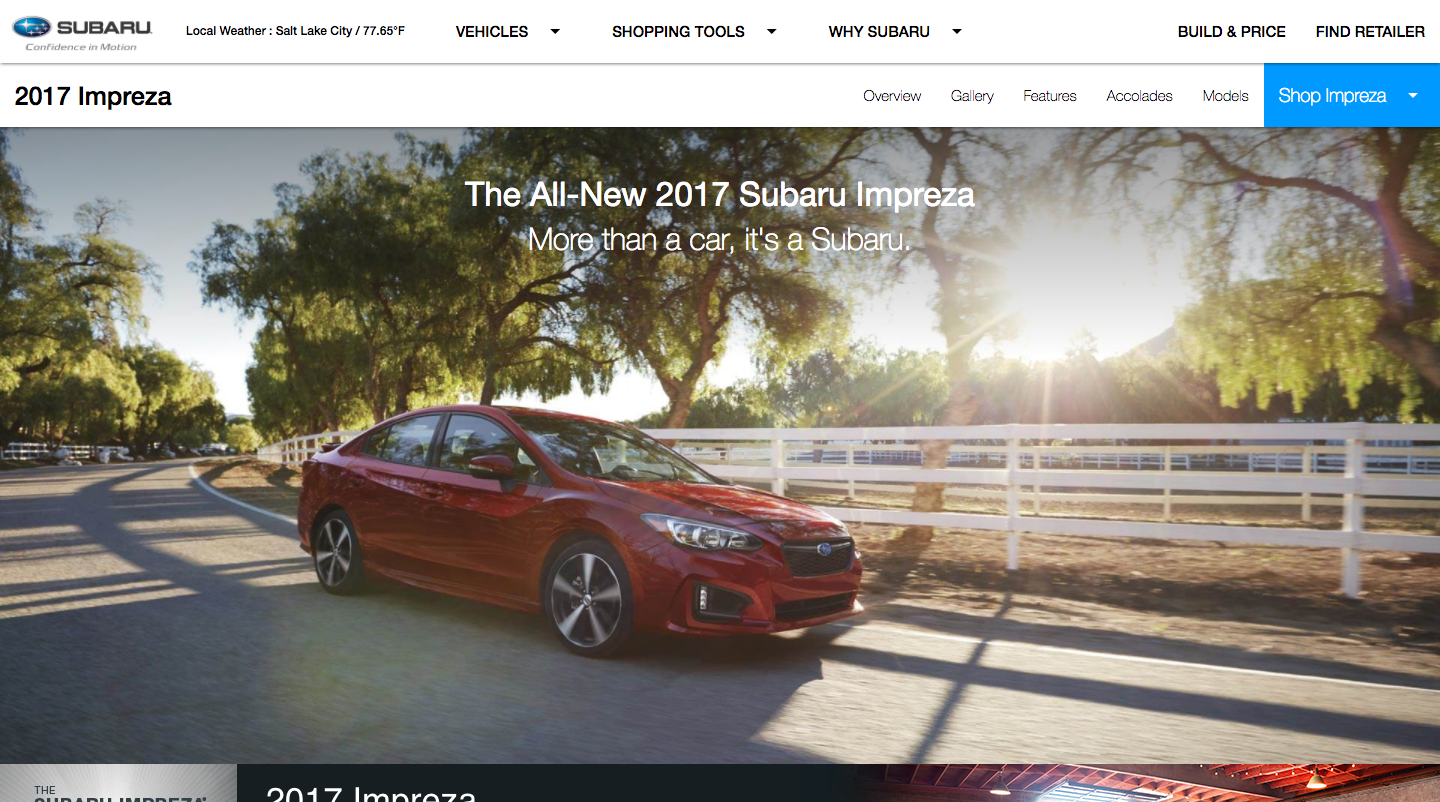 SUBARU
Confidence in Motion
Local Weather : Salt Lake City / 77.65°F
VEHICLES
SHOPPING TOOLS
WHY SUBARU
BUILD & PRICE
FIND RETAILER
2017 Impreza
Overview
Gallery
Features
Accolades
Models
Shop Impreza
The All-New 2017 Subaru Impreza
More than a car, it's a Subaru.
THE
SUBARU IMPREZA
2017 Impreza